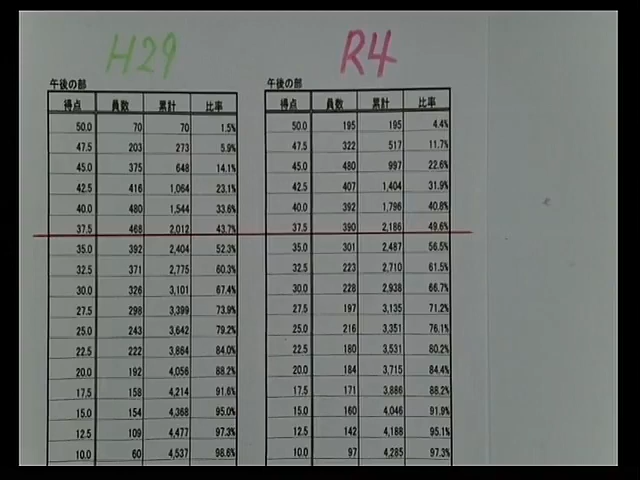 H29 R4
午後の部 午後の部
得点 員数 累計 比率 得点 員数 累計 比率
50.0 70 70 1.5% 50.0 195 195 4.4%
47.5 203 273 5.9% 47.5 322 517 11.7%
45.0 375 648 14.1% 45.0 480 997 22.6%
42.5 416 1,064 23.1% 42.5 407 1,404 31.9%
40.0 480 1,544 33.6% 40.0 392 1,796 40.8%
37.5 468 2,012 43.7% 37.5 390 2,186 49.6%
35.0 392 2,404 52.3% 35.0 301 2,487 56.5%
32.5 371 2,775 60.3% 32.5 223 2,710 61.5%
30.0 326 3,101 67.4% 30.0 228 2,938 66.7%
27.5 298 3,399 73.9% 27.5 197 3,135 71.2%
25.0 243 3,642 79.2% 25.0 216 3,351 76.1%
22.5 222 3,864 84.0% 22.5 180 3,531 80.2%
20.0 192 4,056 88.2% 20.0 184 3,715 84.4%
17.5 158 4,214 91.6% 17.5 171 3,886 88.2%
15.0 154 4,368 95.0% 15.0 160 4,046 91.9%
12.5 109 4,477 97.3% 12.5 142 4,188 95.1%
10.0 60 4,537 98.6% 10.0 97 4,285 97.3%